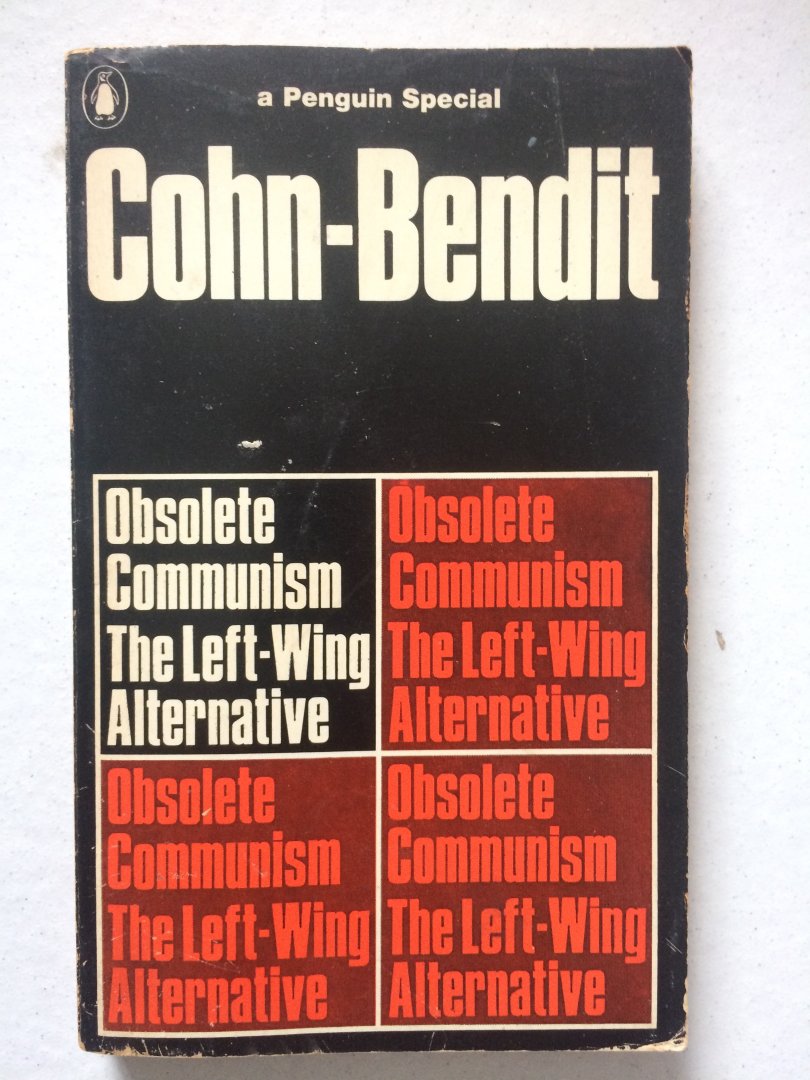 a Penguin Special
Cohn-Bendit
Obsolete
Communism
The Left-Wing
Alternative
Obsolete
Communism
The Left-Wing
Alternative
Obsolete
Communism
The Left-Wing
Alternative
Obsolete
Communism
The Left-Wing
Alternative